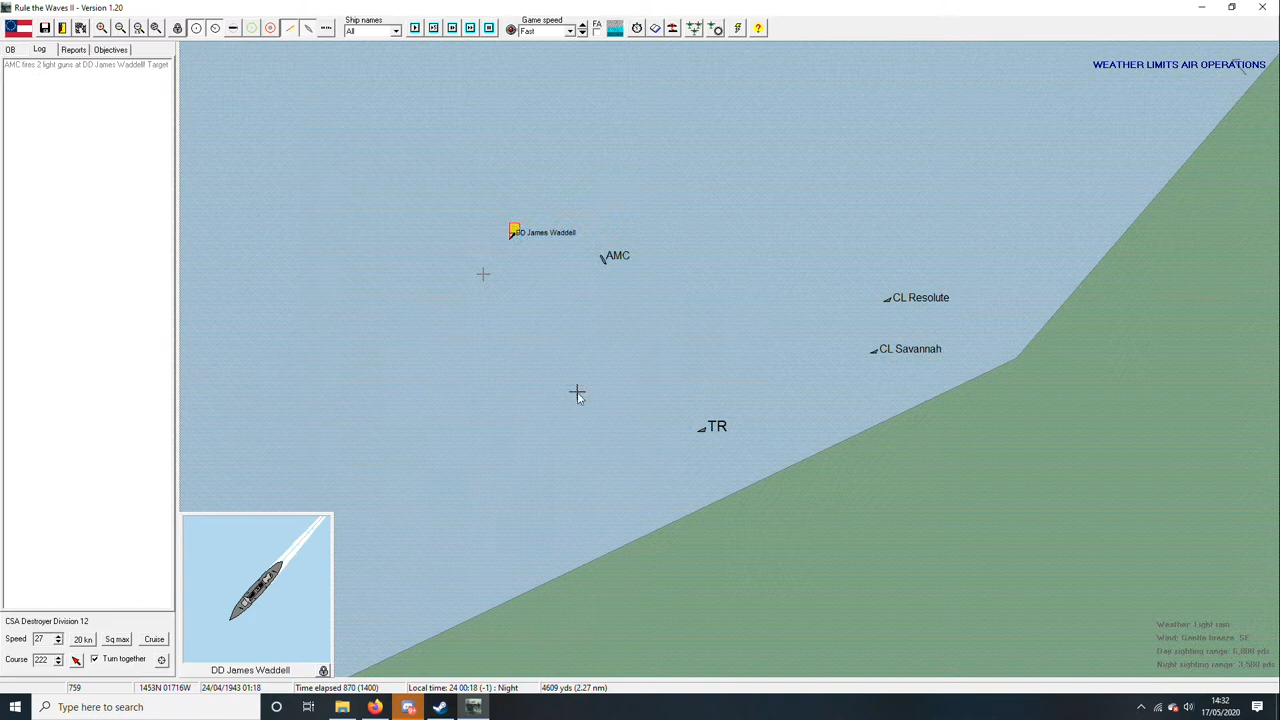 Rule the Waves II - Version 1.20
Ship names
All
Game speed
Fast
FA
OB
Log
Reports
Objectives
AMC fires 2 light guns at DD James Waddell! Target
WEATHER LIMITS AIR OPERATIONS
DD James Waddell
AMC
CL Resolute
CL Savannah
TR
Weather: Light rain
Wind: Gentle breeze SE
Day sighting range: 6,800 yds
Night sighting range: 3,500 yds
CSA Destroyer Division 12
Speed 27 20 kn Sq max Cruise
Course 222 Turn together
DD James Waddell
759 1453N 01716W 24/04/1943 01:18 Time elapsed 870 (1400) Local time: 24 00:18 (-1) : Night 4609 yds (2.27 nm)
Type here to search
14:32
17/05/2020